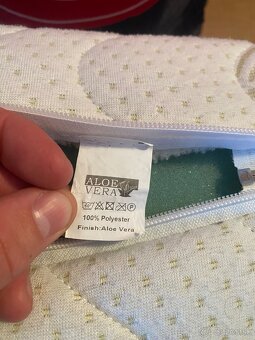 ALOE
VERA
100% Polyester
Finish:Aloe Vera